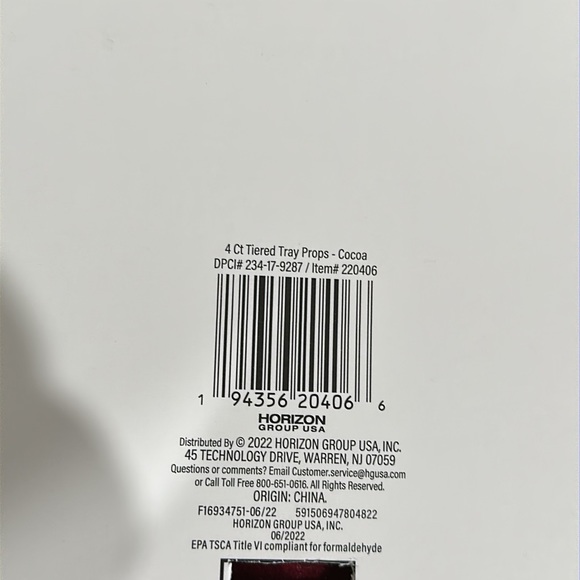 4 Ct Tiered Tray Props - Cocoa
DPCI# 234-17-9287 / Item# 220406
1 94356 20406 6
HORIZON
GROUP USA
Distributed By © 2022 HORIZON GROUP USA, INC.
45 TECHNOLOGY DRIVE, WARREN, NJ 07059
Questions or comments? Email Customer.service@hgusa.com
or Call Toll Free 800-651-0616. All Rights Reserved.
ORIGIN: CHINA.
F16934751-06/22 591506947804822
HORIZON GROUP USA, INC.
06/2022
EPA TSCA Title VI compliant for formaldehyde